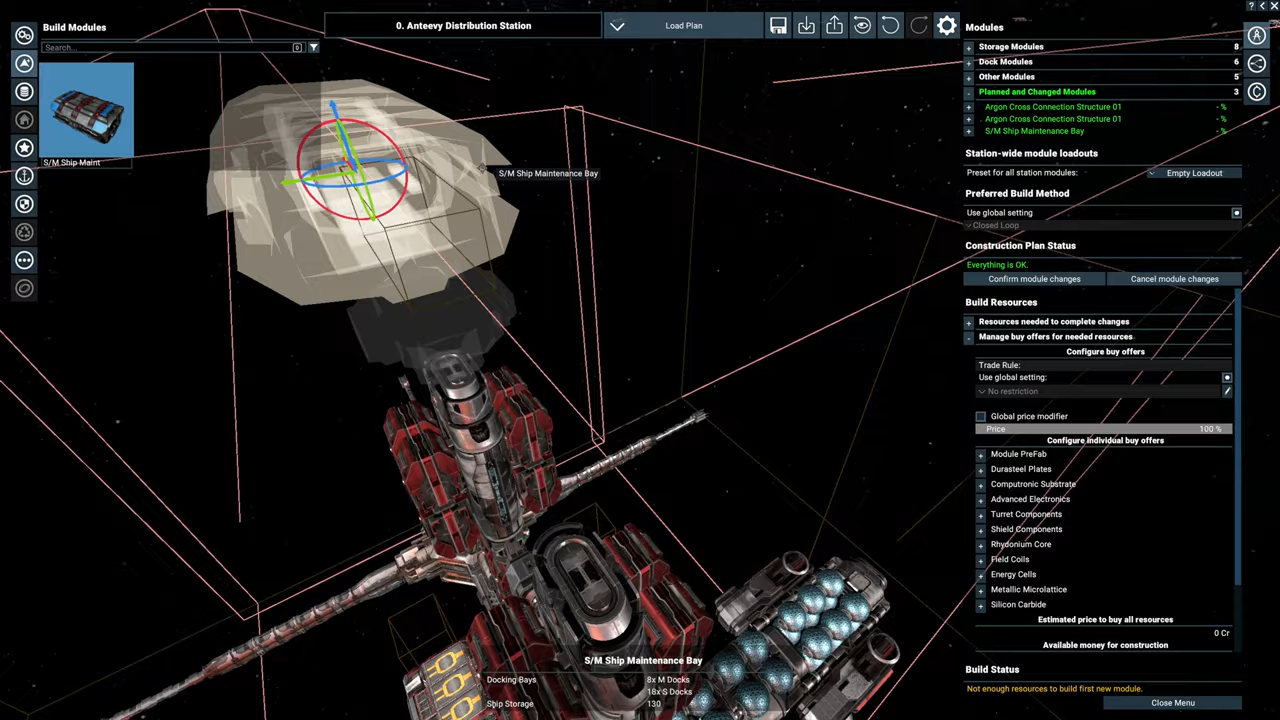 Build Modules
0. Anteevy Distribution Station
Load Plan
Search...
S/M Ship Maint
S/M Ship Maintenance Bay
S/M Ship Maintenance Bay
Docking Bays 8x M Docks
18x S Docks
Ship Storage 130
Modules
Storage Modules 8
Dock Modules 6
Other Modules 5
Planned and Changed Modules 3
Argon Cross Connection Structure 01 - %
Argon Cross Connection Structure 01 - %
S/M Ship Maintenance Bay - %
Station-wide module loadouts
Preset for all station modules: Empty Loadout
Preferred Build Method
Use global setting
Closed Loop
Construction Plan Status
Everything is OK.
Confirm module changes Cancel module changes
Build Resources
Resources needed to complete changes
Manage buy offers for needed resources
Configure buy offers
Trade Rule:
Use global setting:
No restriction
Global price modifier
Price 100 %
Configure individual buy offers
Module PreFab
Durasteel Plates
Computronic Substrate
Advanced Electronics
Turret Components
Shield Components
Rhydonium Core
Field Coils
Energy Cells
Metallic Microlattice
Silicon Carbide
Estimated price to buy all resources
0 Cr
Available money for construction
Build Status
Not enough resources to build first new module.
Close Menu